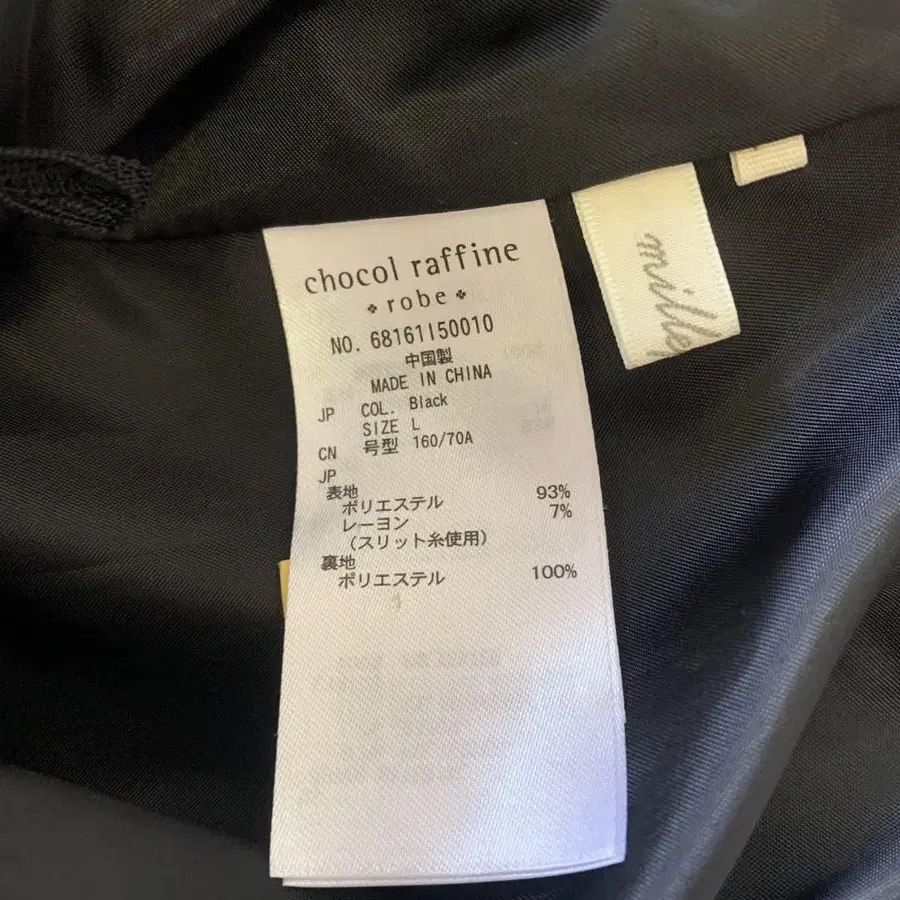 chocol raffine
robe
NO. 68161150010
中国製
MADE IN CHINA
JP COL. Black
SIZE L
CN 号型 160/70A
JP
表地
ポリエステル 93%
レーヨン 7%
(スリット糸使用)
裏地
ポリエステル 100%
mille